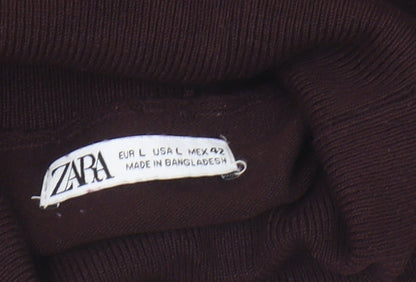 ZARA
EUR L USA L MEX 42
MADE IN BANGLADESH